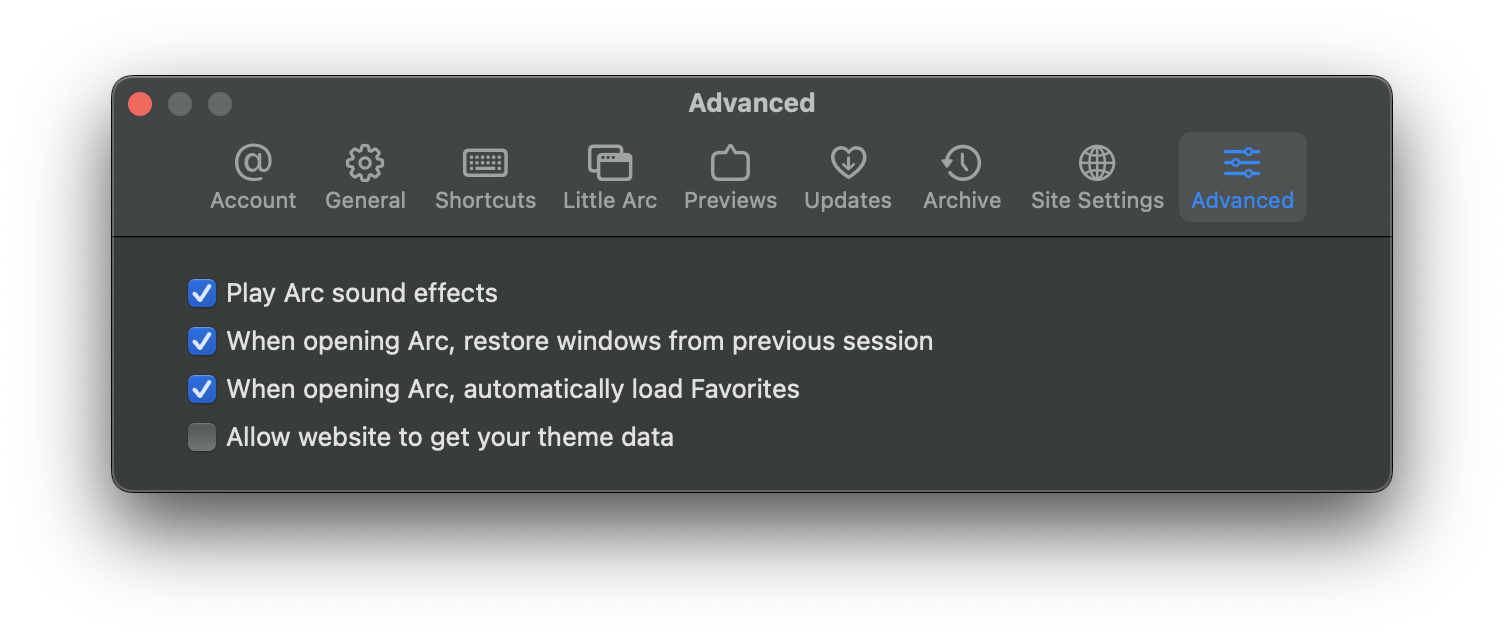 Advanced
Account General Shortcuts Little Arc Previews Updates Archive Site Settings Advanced
Play Arc sound effects
When opening Arc, restore windows from previous session
When opening Arc, automatically load Favorites
Allow website to get your theme data